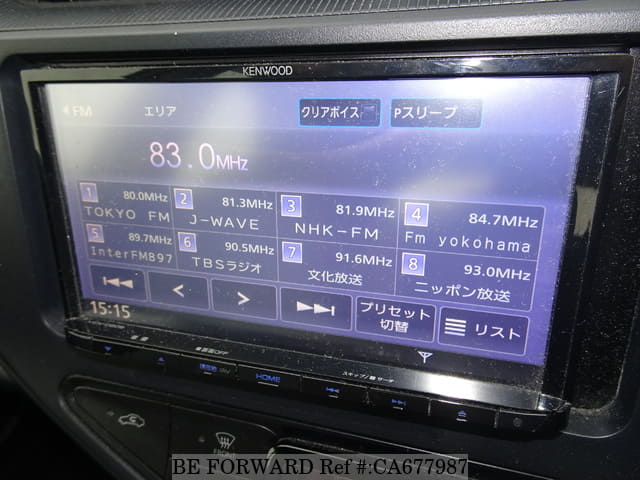 KENWOOD
FM エリア クリアボイス Pスリープ
83.0MHz
1 80.0MHz TOKYO FM
2 81.3MHz J-WAVE
3 81.9MHz NHK-FM
4 84.7MHz Fm yokohama
5 89.7MHz InterFM897
6 90.5MHz TBSラジオ
7 91.6MHz 文化放送
8 93.0MHz ニッポン放送
プリセット
切替
リスト
15:15
HOME
FRONT
BE FORWARD Ref #:CA677987